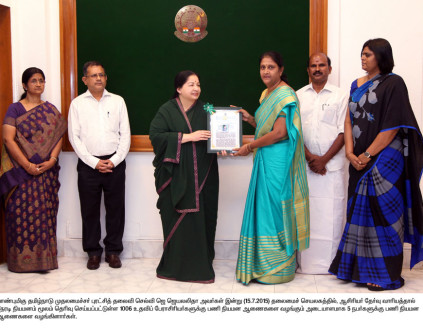 மாண்புமிகு தமிழ்நாடு முதலமைச்சர் புரட்சித் தலைவி செல்வி ஜெ ஜெயலலிதா அவர்கள் இன்று (15.7.2015) தலைமைச் செயலகத்தில், ஆசிரியர் தேர்வு வாரியத்தால்
நேரடி நியமனம் மூலம் தெரிவு செய்யப்பட்டுள்ள 1006 உதவிப் பேராசிரியர்களுக்கு பணி நியமன ஆணைகளை வழங்கும் அடையாளமாக 5 நபர்களுக்கு பணி நியமன
ஆணைகளை வழங்கினார்கள்.